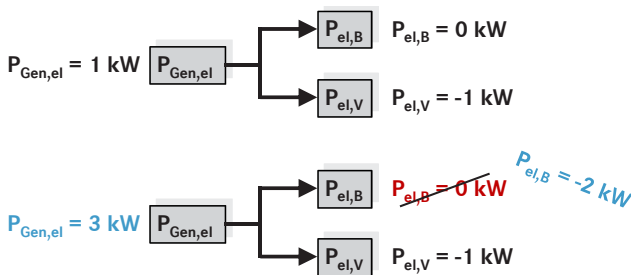 P_el,B P_el,B = 0 kW
P_Gen,el = 1 kW P_Gen,el
P_el,V P_el,V = -1 kW
P_el,B P_el,B = 0 kW P_el,B = -2 kW
P_Gen,el = 3 kW P_Gen,el
P_el,V P_el,V = -1 kW